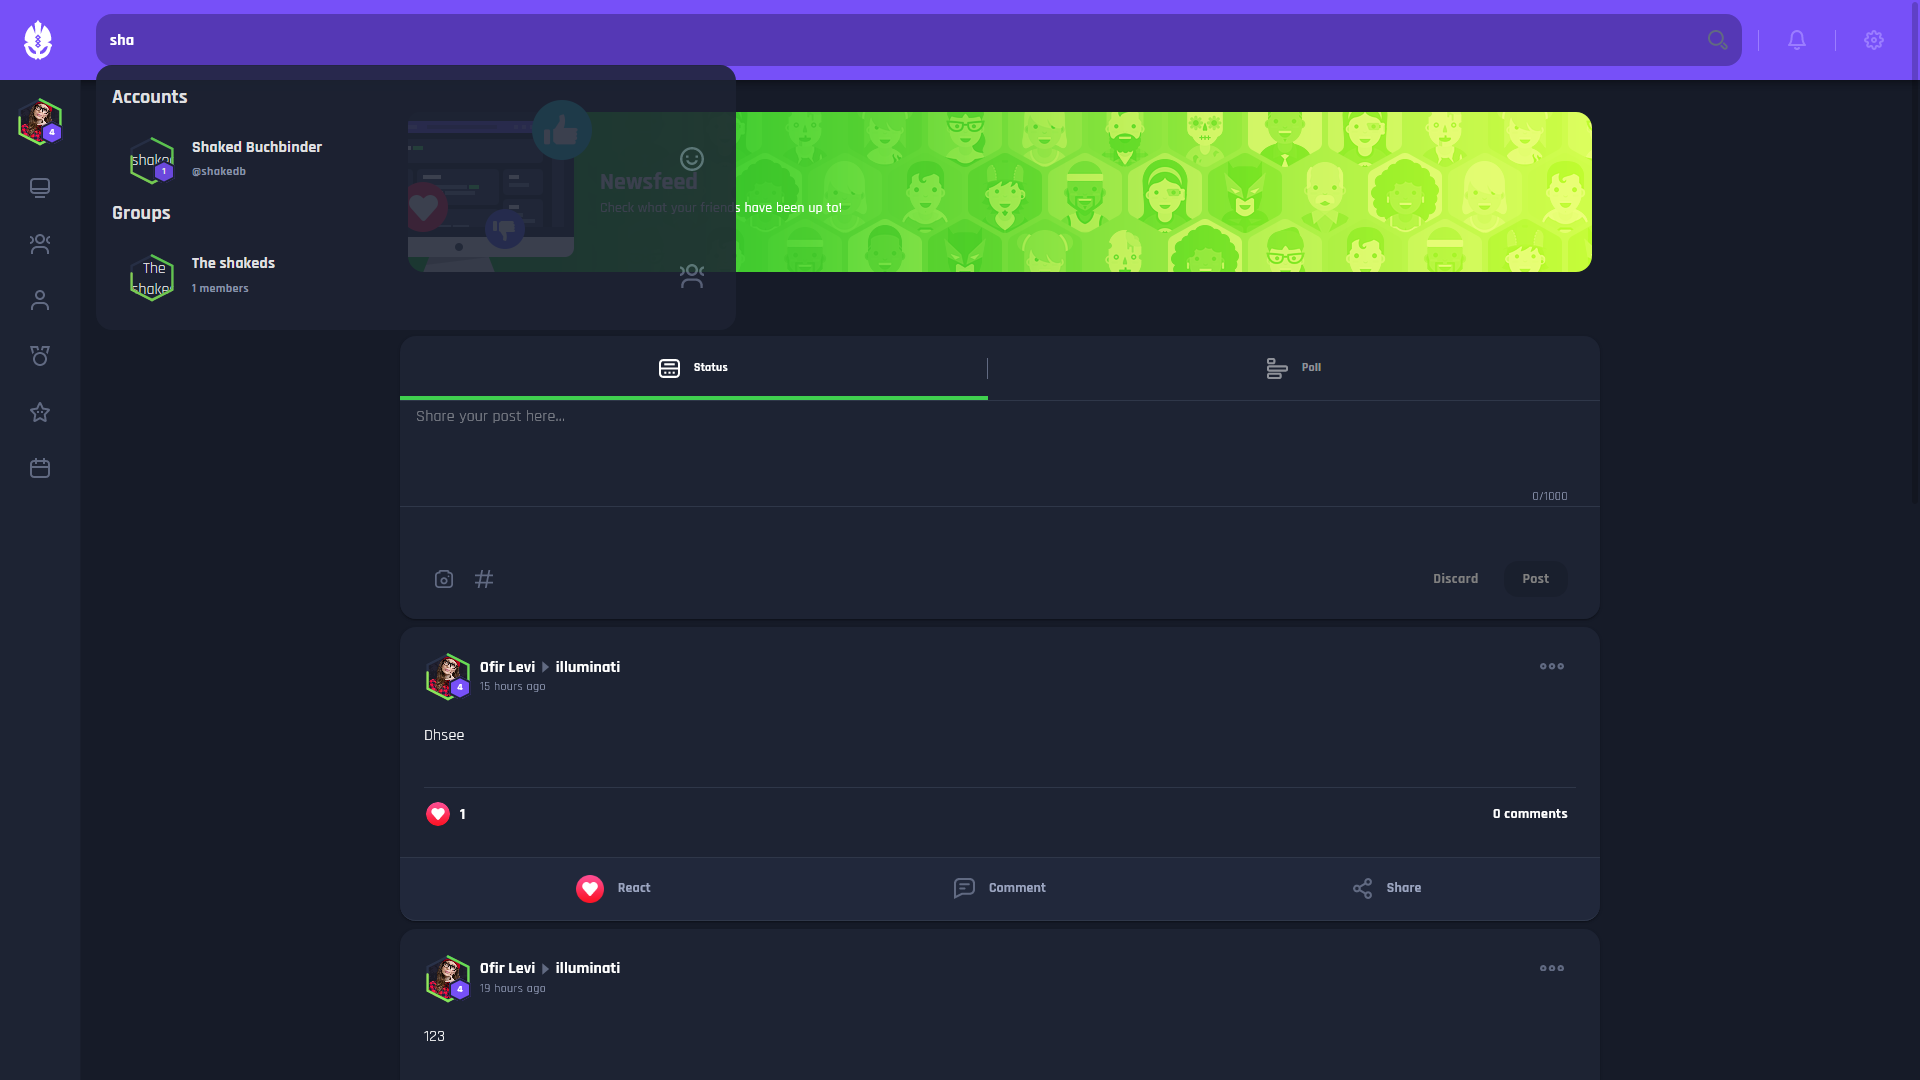 sha
4
Accounts
shaked
1
Shaked Buchbinder
@shakedb
Groups
The
shake
The shakeds
1 members
Newsfeed
Check what your friends have been up to!
Status
Poll
Share your post here...
0/1000
Discard
Post
4
Ofir Levi illuminati
15 hours ago
Dhsee
1
0 comments
React
Comment
Share
4
Ofir Levi illuminati
19 hours ago
123